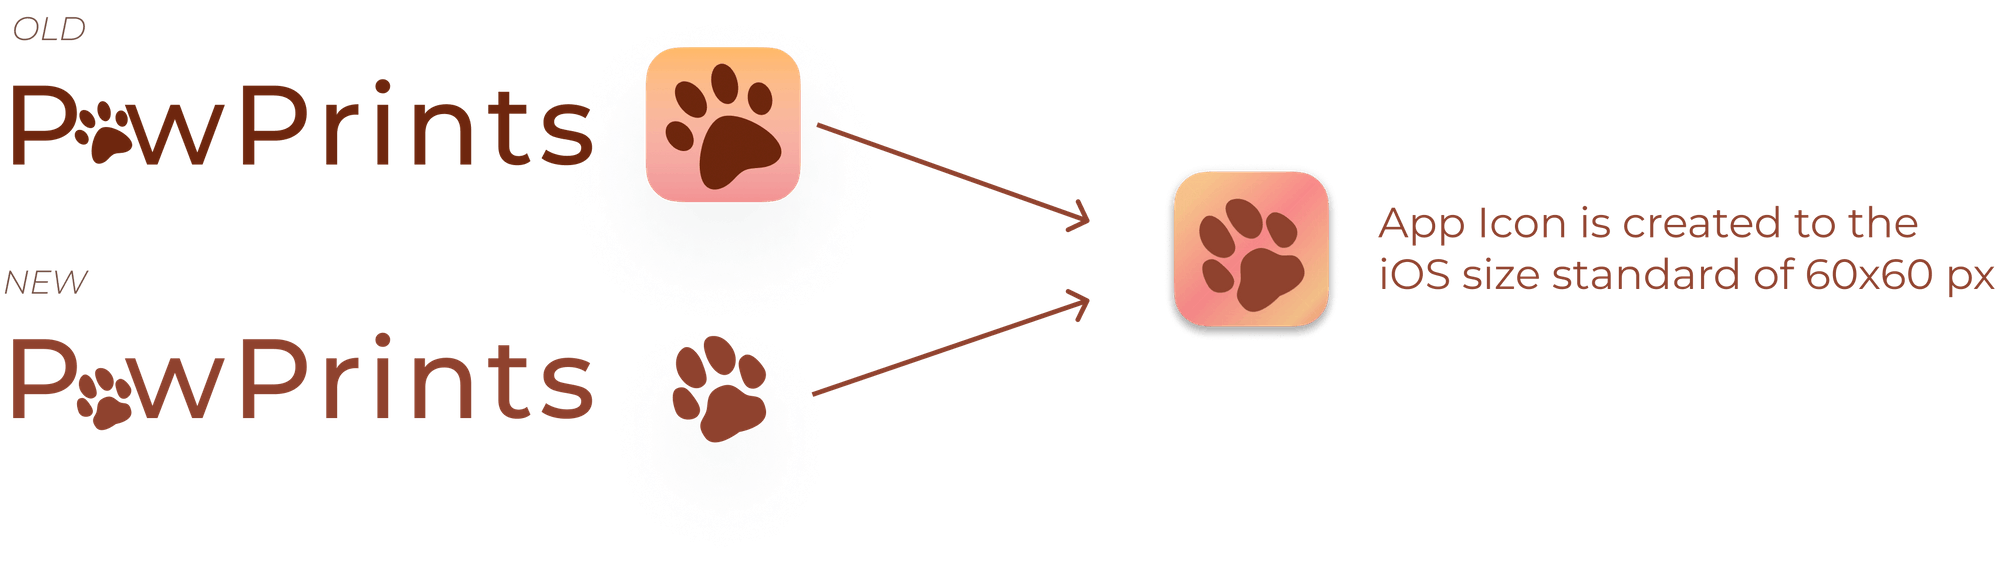 OLD
PawPrints
NEW
PawPrints
App Icon is created to the
iOS size standard of 60x60 px